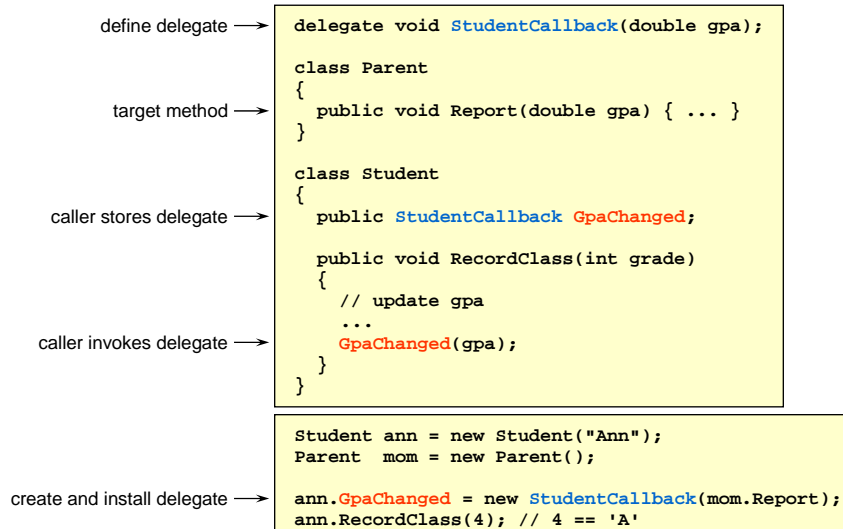 define delegate
delegate void StudentCallback(double gpa);
class Parent
{
target method
public void Report(double gpa) { ... }
}
class Student
{
caller stores delegate
public StudentCallback GpaChanged;
public void RecordClass(int grade)
{
// update gpa
...
caller invokes delegate
GpaChanged(gpa);
}
}
Student ann = new Student("Ann");
Parent  mom = new Parent();
create and install delegate
ann.GpaChanged = new StudentCallback(mom.Report);
ann.RecordClass(4); // 4 == 'A'